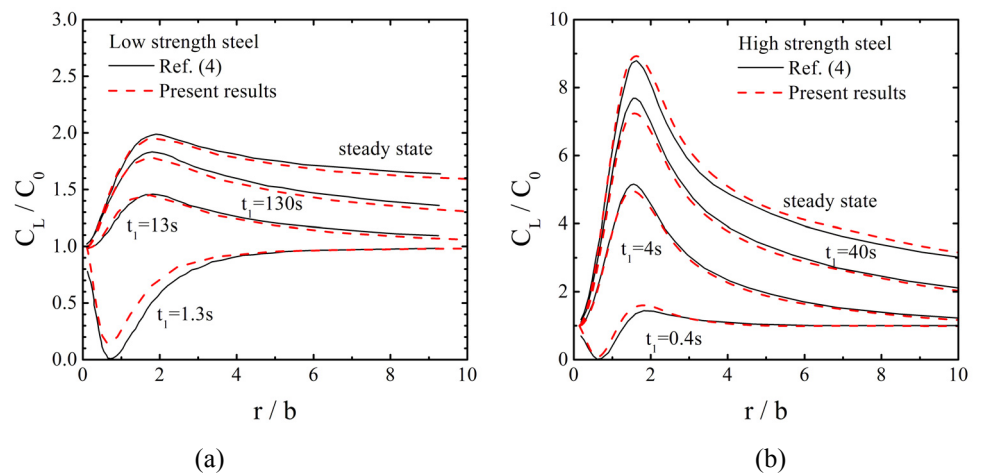 3.0
2.5
2.0
1.5
1.0
0.5
0.0
C_L / C_0
0
2
4
6
8
10
r / b
Low strength steel
Ref. (4)
Present results
steady state
t_1=130s
t_1=13s
t_1=1.3s
(a)
10
8
6
4
2
0
C_L / C_0
0
2
4
6
8
10
r / b
High strength steel
Ref. (4)
Present results
steady state
t_1=40s
t_1=4s
t_1=0.4s
(b)